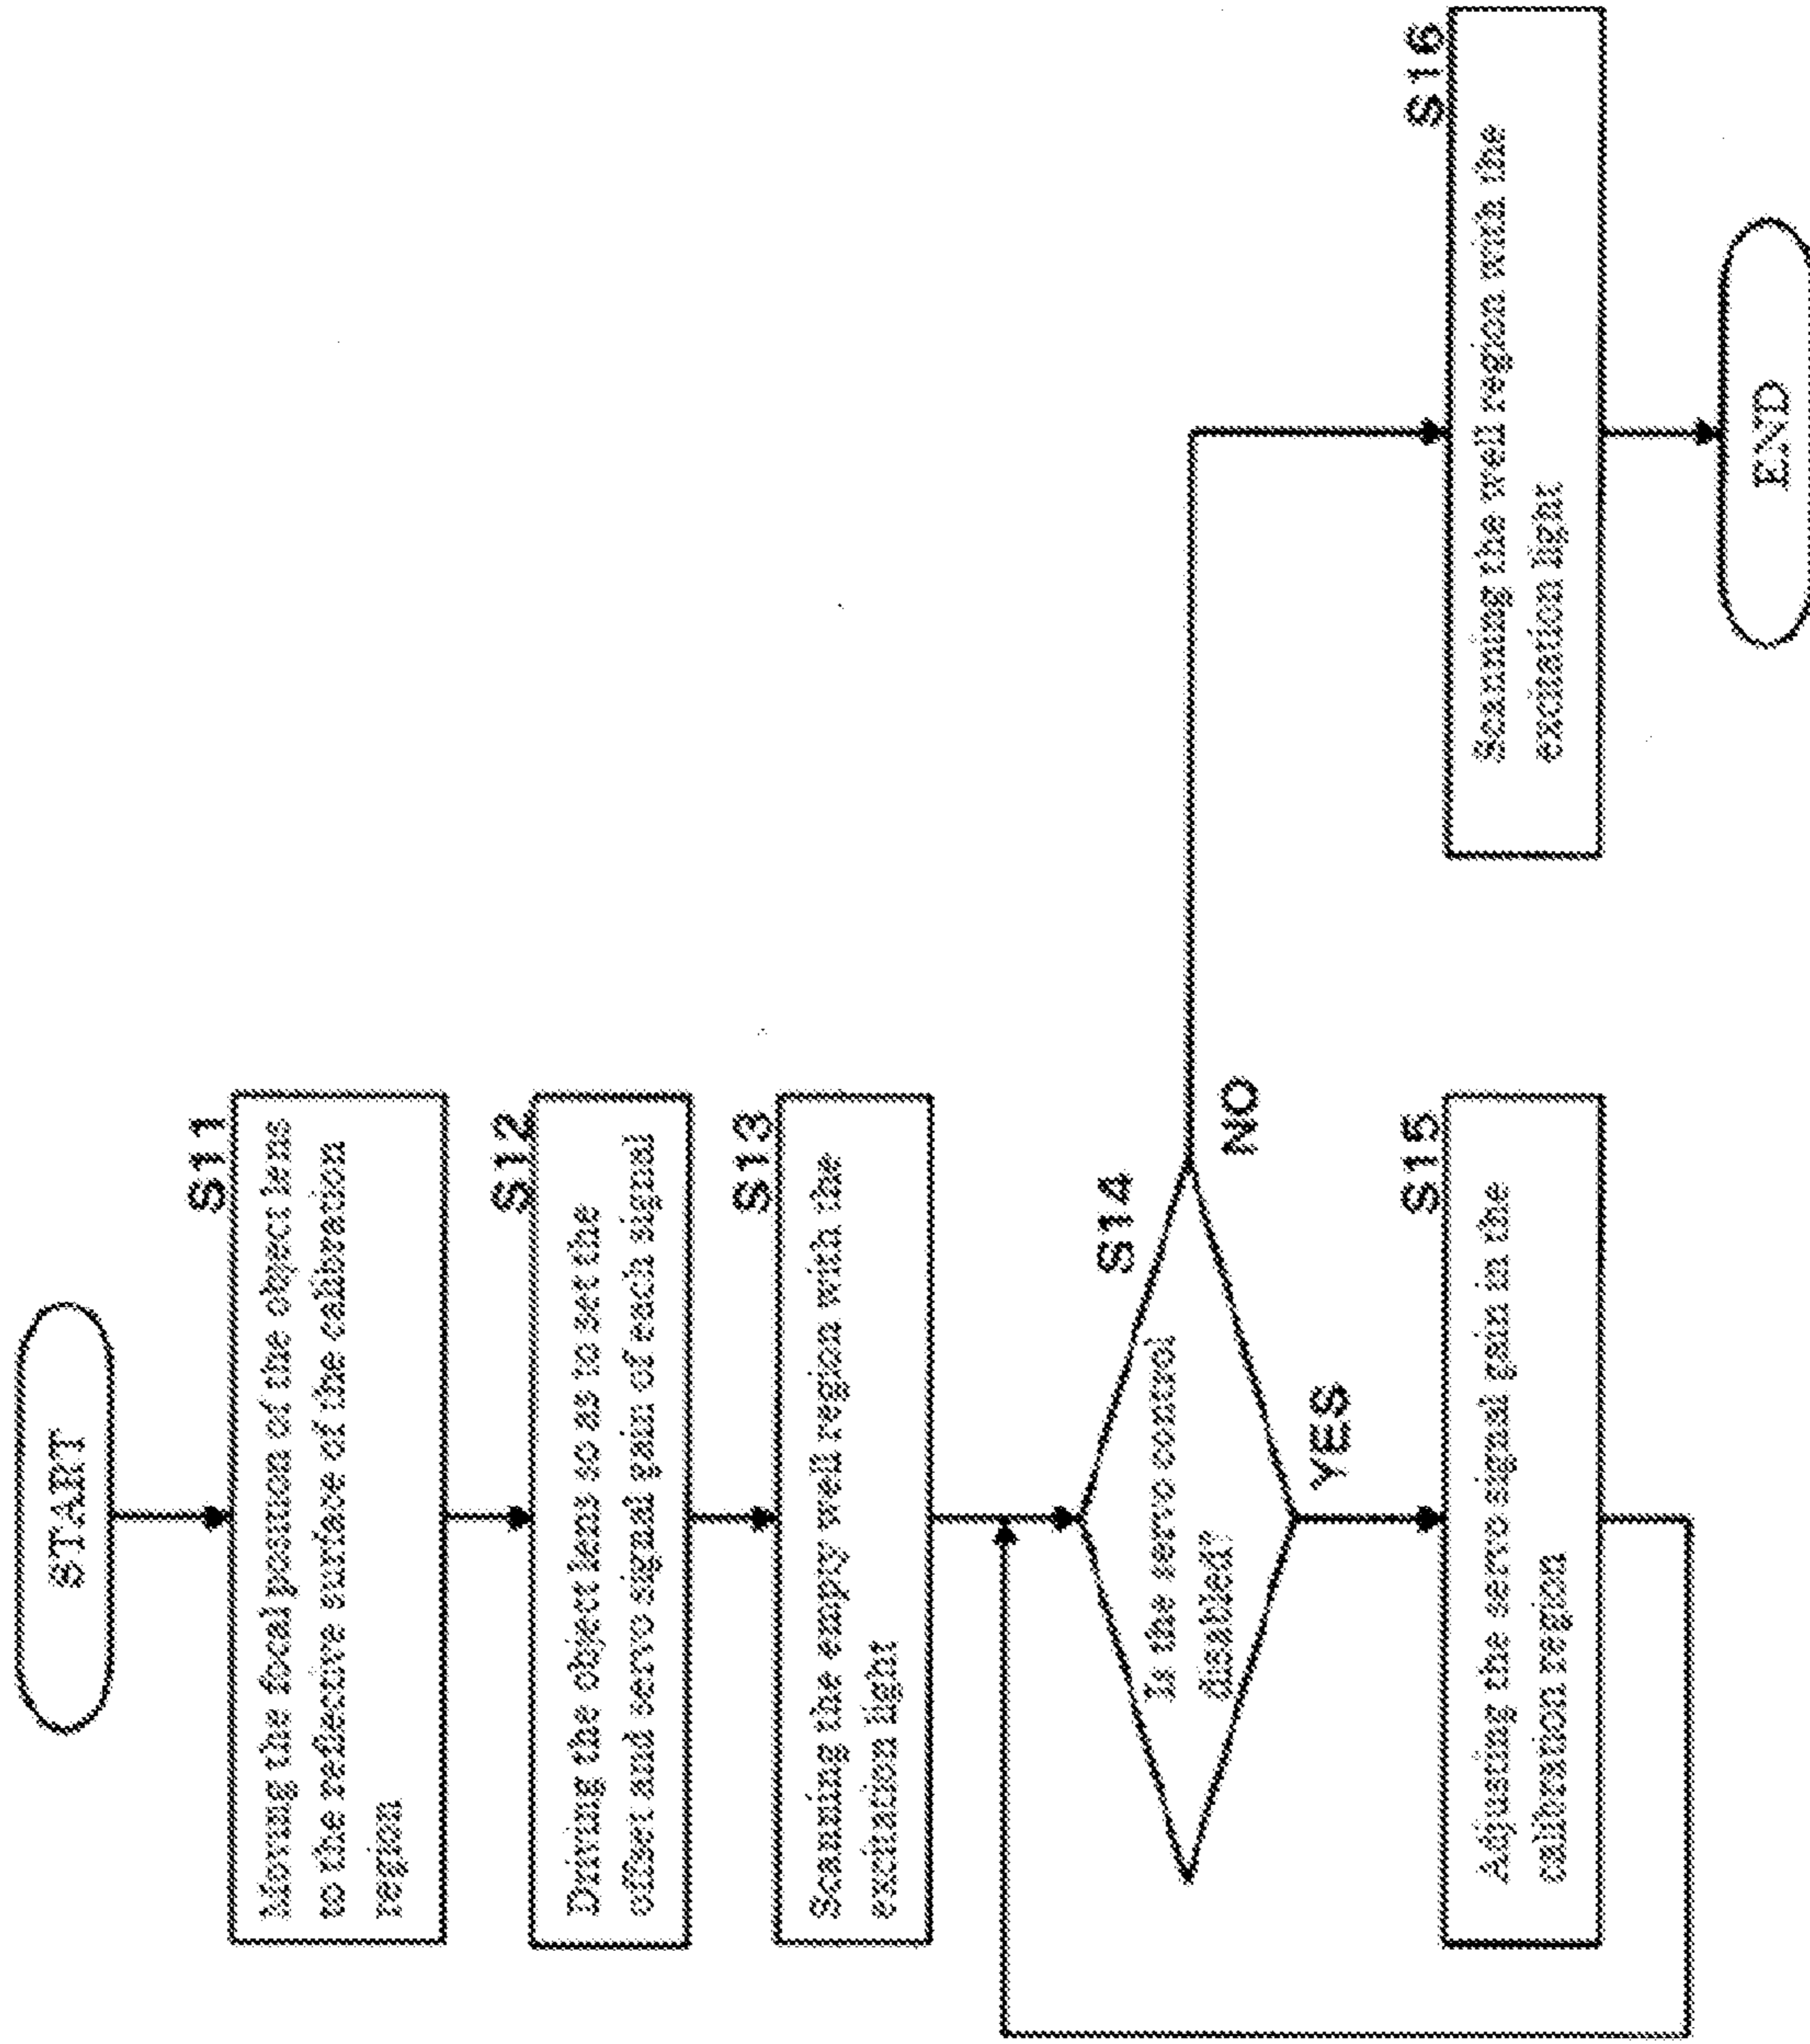 START
S11
Moving the focal position of the object lens
to the reflective surface of the calibration
region
S12
Driving the object lens so as to set the
offset and servo signal gain of each signal
S13
Scanning the empty well region with the
excitation light
S14
Is the servo control
disabled?
NO
YES
S15
Adjusting the servo signal gain in the
calibration region
S16
Scanning the well region with the
excitation light
END